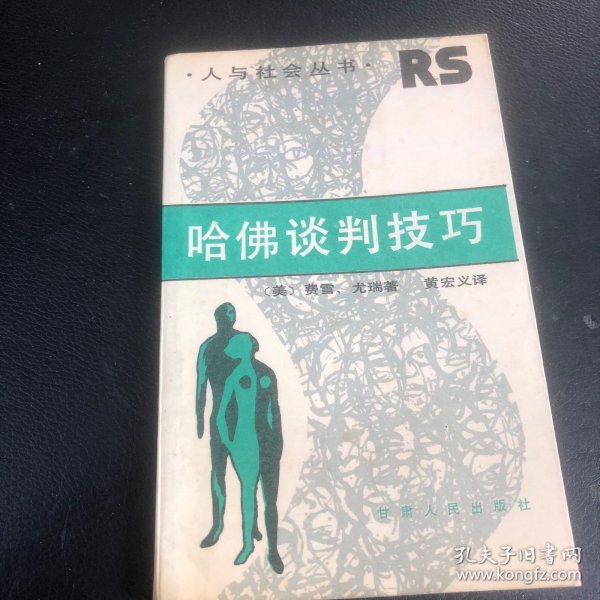 ·人与社会丛书·
RS
哈佛谈判技巧
〔美〕费雪、尤瑞著 黄宏义译
甘肃人民出版社
孔夫子旧书网
www.kongfz.com